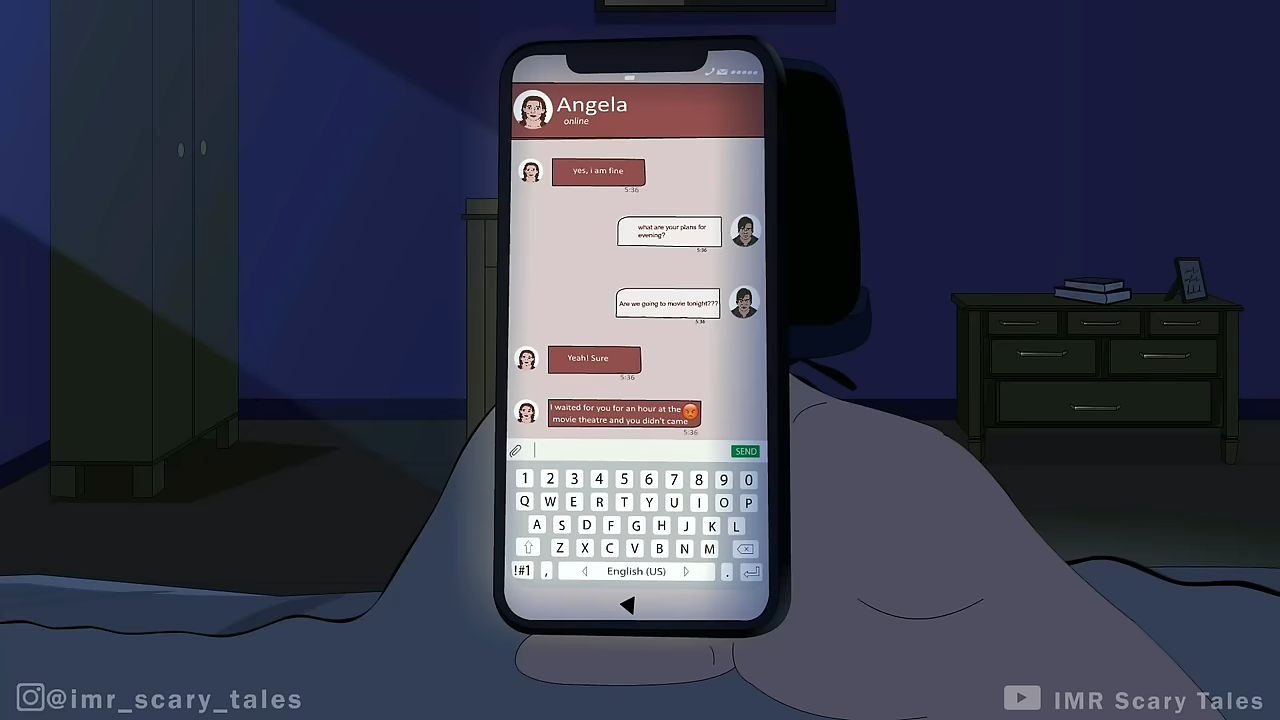 Angela
online
yes, i am fine
5:36
what are your plans for
evening?
5:36
Are we going to movie tonight???
5:36
Yeah! Sure
5:36
I waited for you for an hour at the
movie theatre and you didn't came
5:36
SEND
1 2 3 4 5 6 7 8 9 0
Q W E R T Y U I O P
A S D F G H J K L
Z X C V B N M
!#1 , English (US) .
@imr_scary_tales
IMR Scary Tales